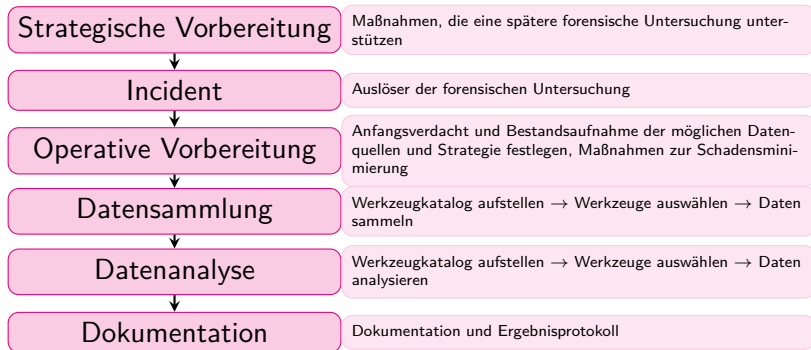 Strategische Vorbereitung
Maßnahmen, die eine spätere forensische Untersuchung unter-
stützen
Incident
Auslöser der forensischen Untersuchung
Operative Vorbereitung
Anfangsverdacht und Bestandsaufnahme der möglichen Daten-
quellen und Strategie festlegen, Maßnahmen zur Schadensmini-
mierung
Datensammlung
Werkzeugkatalog aufstellen → Werkzeuge auswählen → Daten
sammeln
Datenanalyse
Werkzeugkatalog aufstellen → Werkzeuge auswählen → Daten
analysieren
Dokumentation
Dokumentation und Ergebnisprotokoll